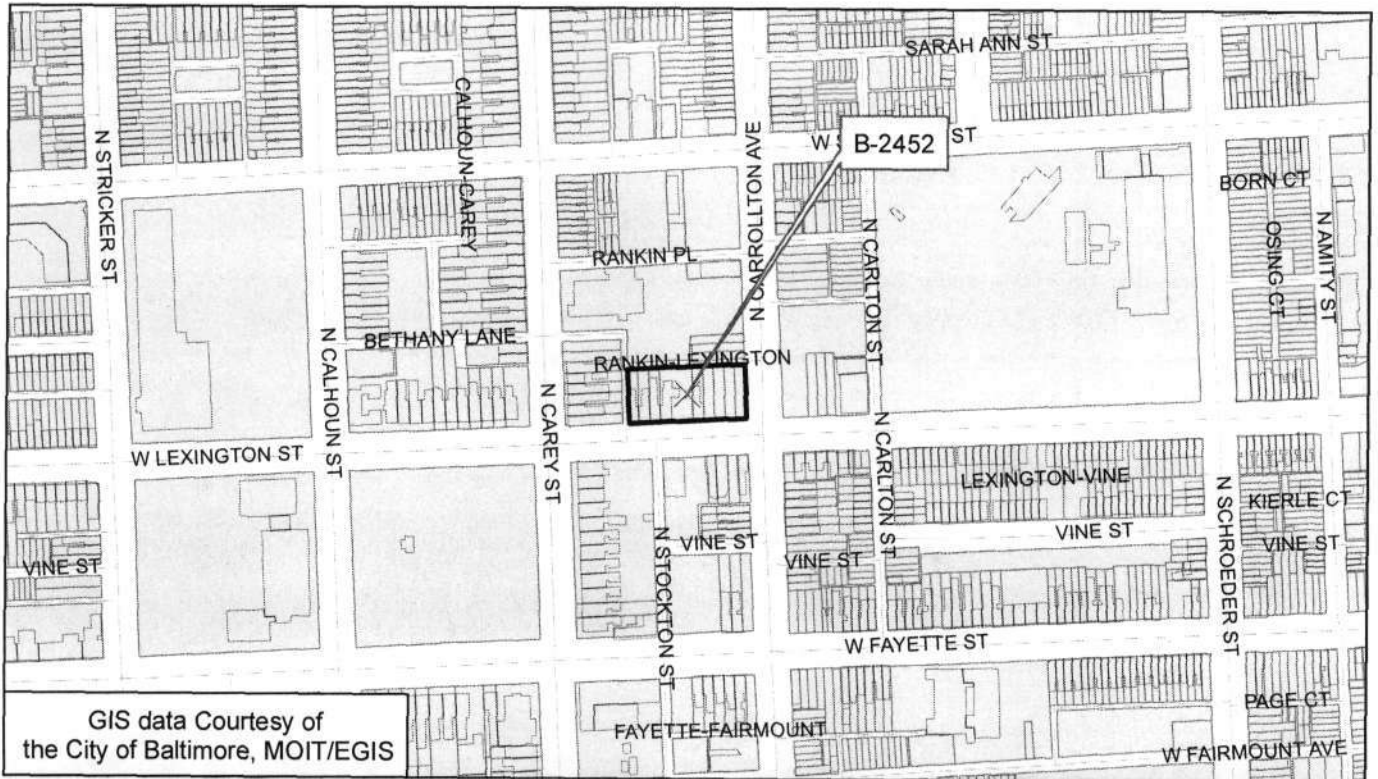 SARAH ANN ST
CALHOUN-CAREY
N STRICKER ST
N CARROLLTON AVE
W
ST
B-2452
BORN CT
N AMITY ST
OSING CT
N CARLTON ST
RANKIN PL
BETHANY LANE
N CALHOUN ST
RANKIN-LEXINGTON
N CAREY ST
W LEXINGTON ST
N CARLTON ST
LEXINGTON-VINE
N SCHROEDER ST
KIERLE CT
VINE ST
N STOCKTON ST
VINE ST
VINE ST
VINE ST
VINE ST
W FAYETTE ST
PAGE CT
FAYETTE-FAIRMOUNT
W FAIRMOUNT AVE
GIS data Courtesy of
the City of Baltimore, MOIT/EGIS